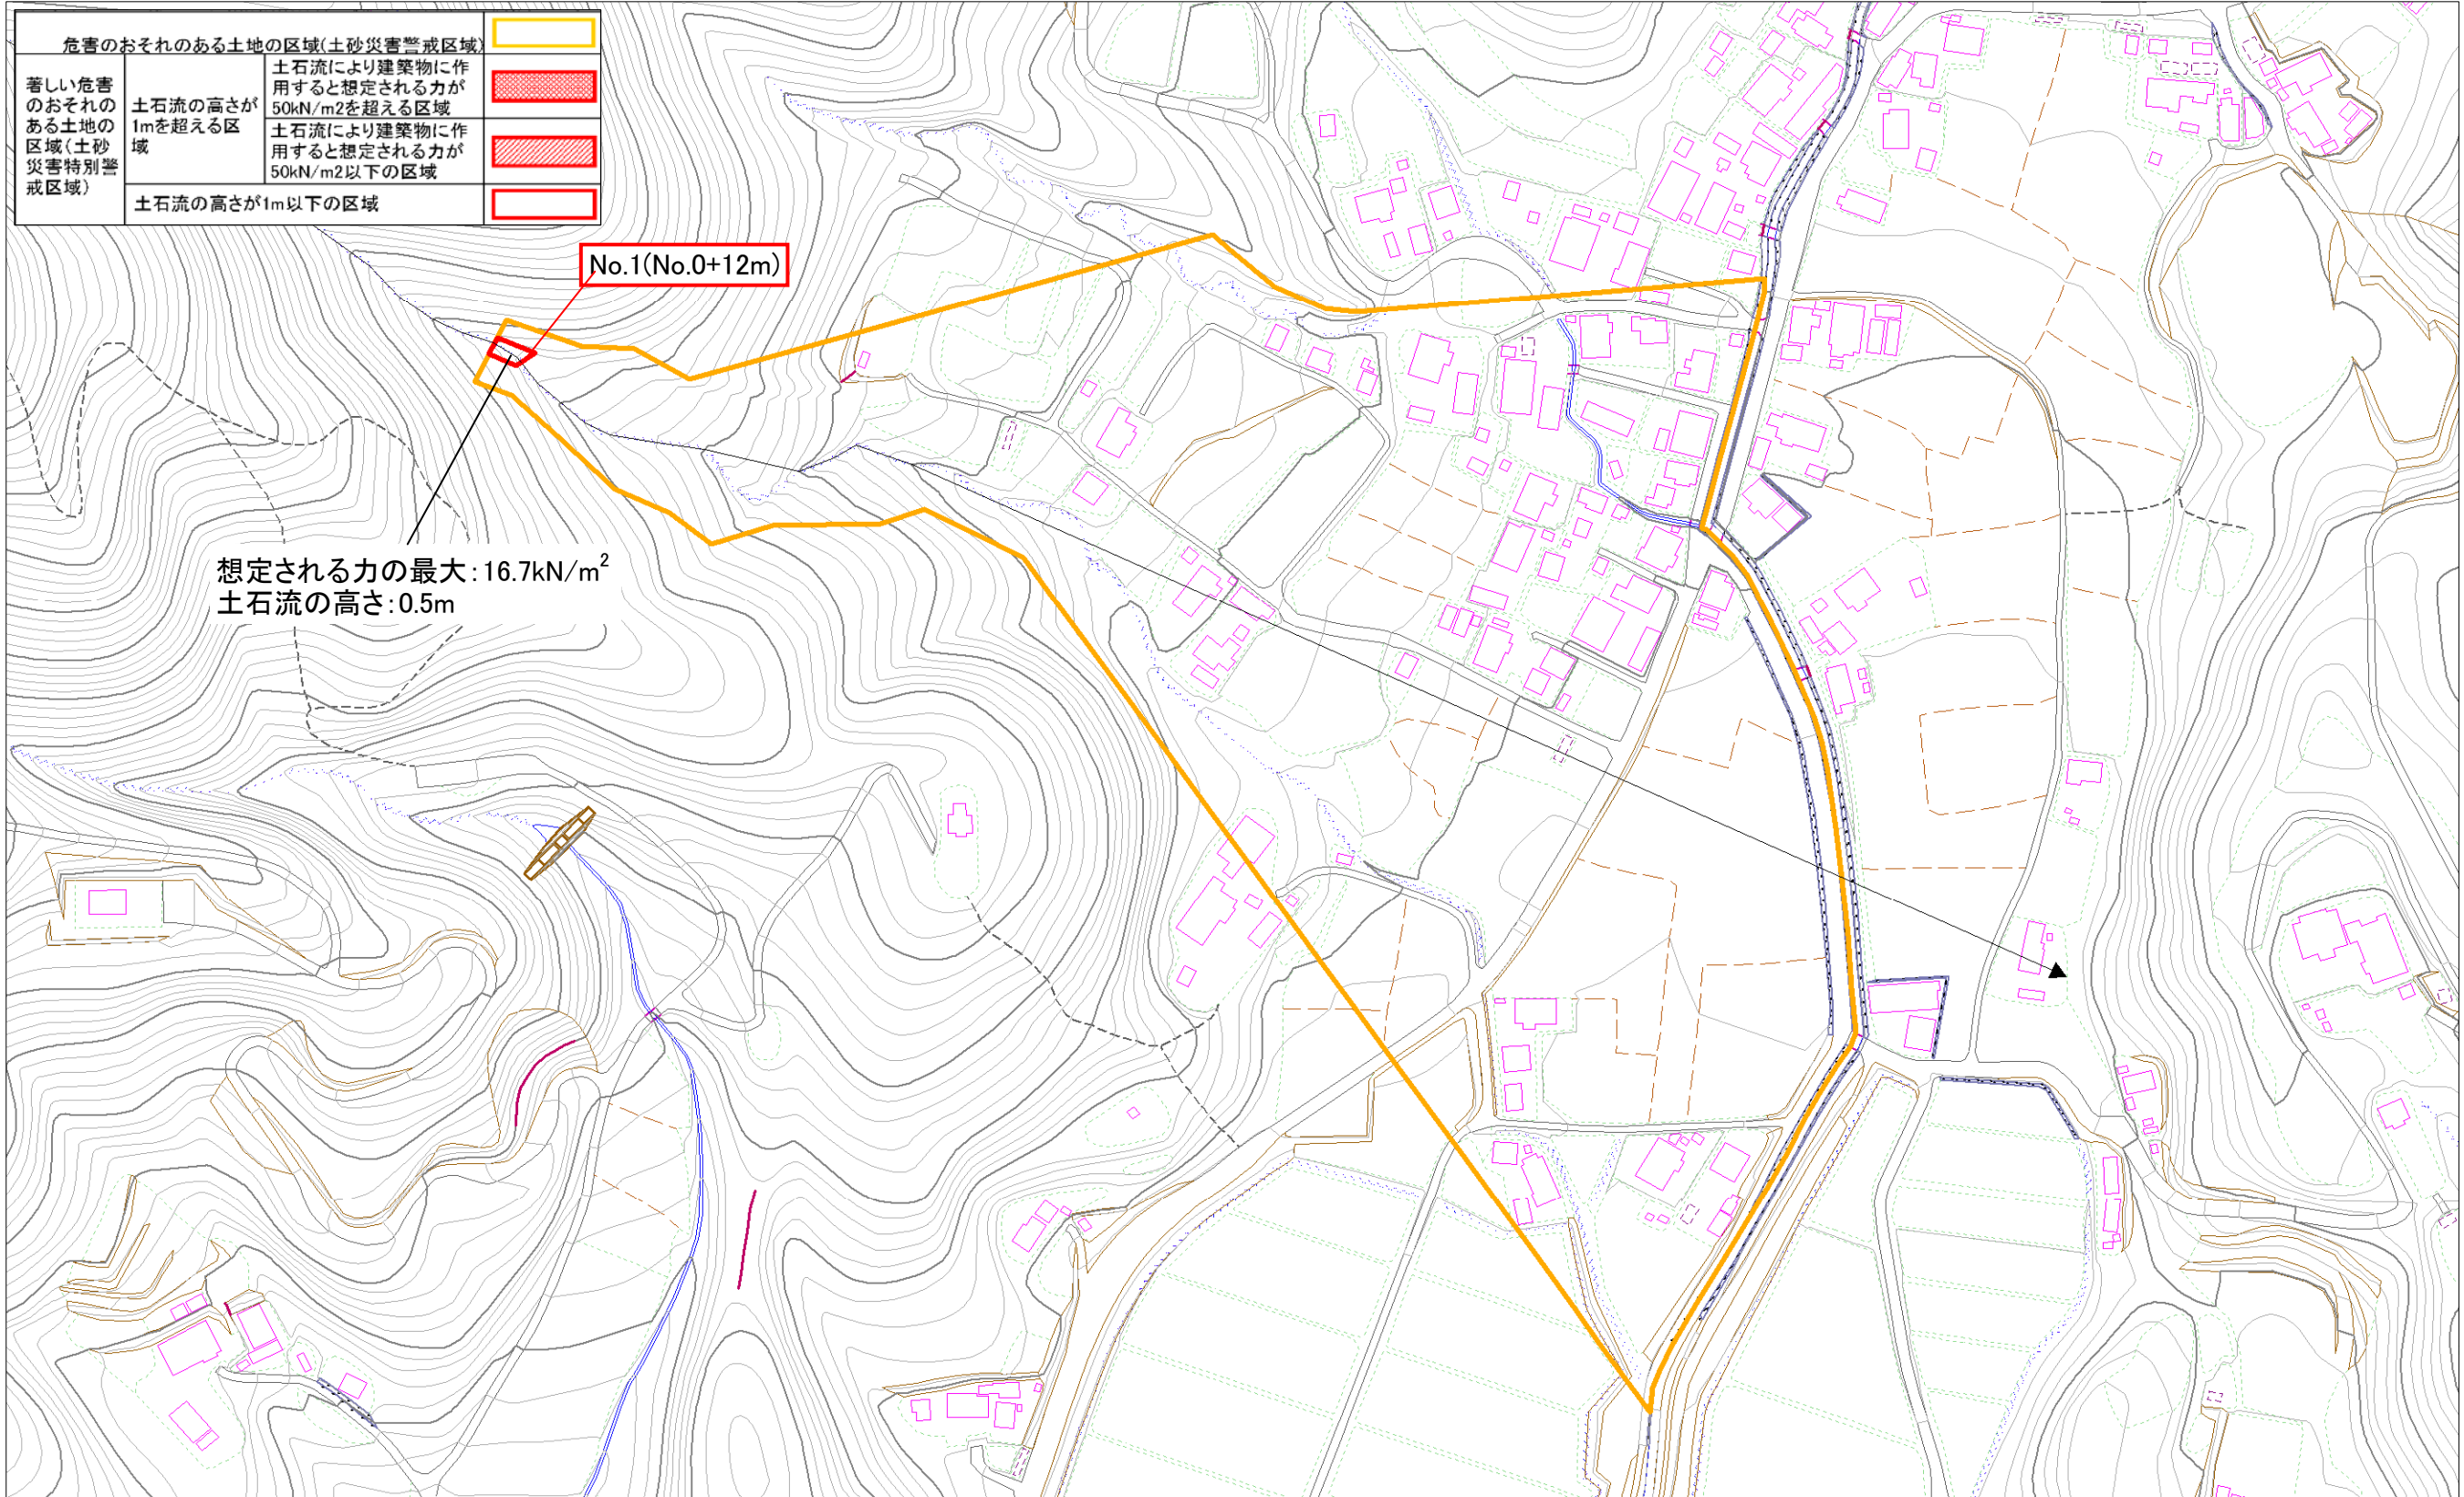 危害のおそれのある土地の区域(土砂災害警戒区域)
著しい危害
のおそれの
ある土地の
区域(土砂
災害特別警
戒区域)
土石流の高さが
1mを超える区
域
土石流により建築物に作
用すると想定される力が
50kN/m2を超える区域
土石流により建築物に作
用すると想定される力が
50kN/m2以下の区域
土石流の高さが1m以下の区域
No.1(No.0+12m)
想定される力の最大:16.7kN/m²
土石流の高さ:0.5m